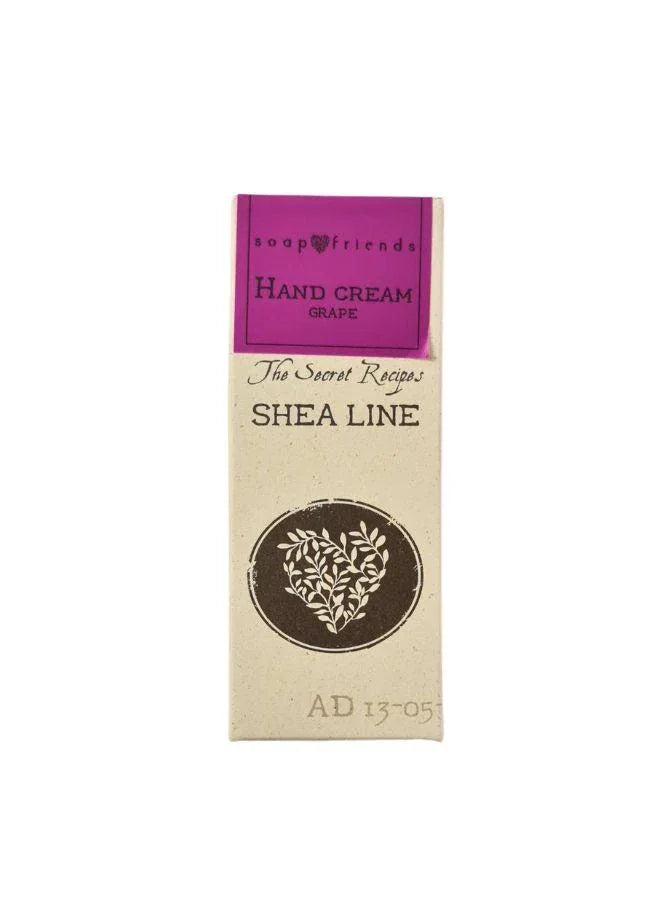 soap friends
HAND CREAM
GRAPE
The Secret Recipes
SHEA LINE
AD 13-05-